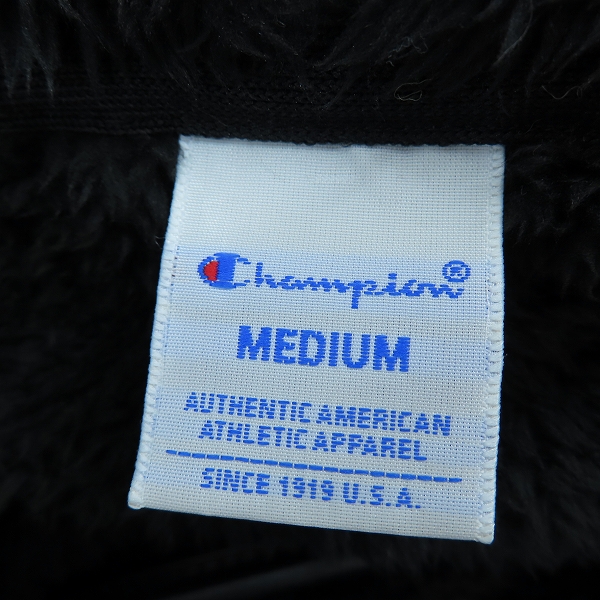 Champion®
MEDIUM
AUTHENTIC AMERICAN
ATHLETIC APPAREL
SINCE 1919 U.S.A.